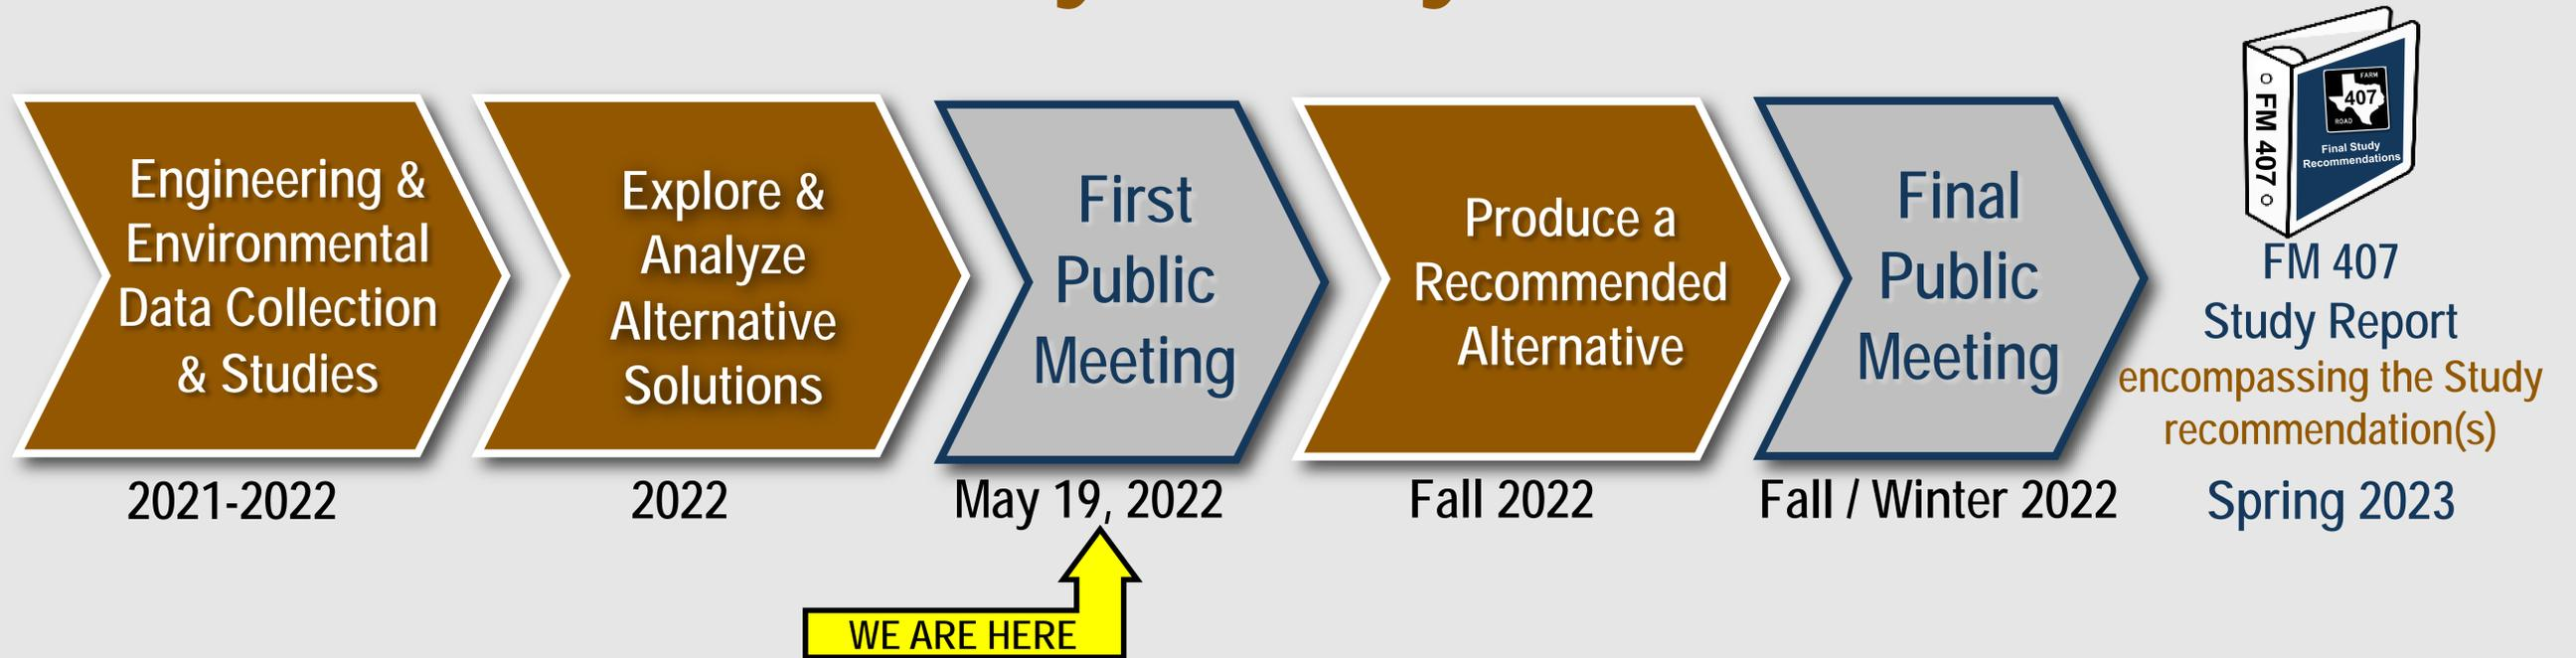 Engineering &
Environmental
Data Collection
& Studies
2021-2022
Explore &
Analyze
Alternative
Solutions
2022
First
Public
Meeting
May 19, 2022
WE ARE HERE
Produce a
Recommended
Alternative
Fall 2022
Final
Public
Meeting
Fall / Winter 2022
FM 407
FARM
407
ROAD
Final Study
Recommendations
FM 407
Study Report
encompassing the Study
recommendation(s)
Spring 2023